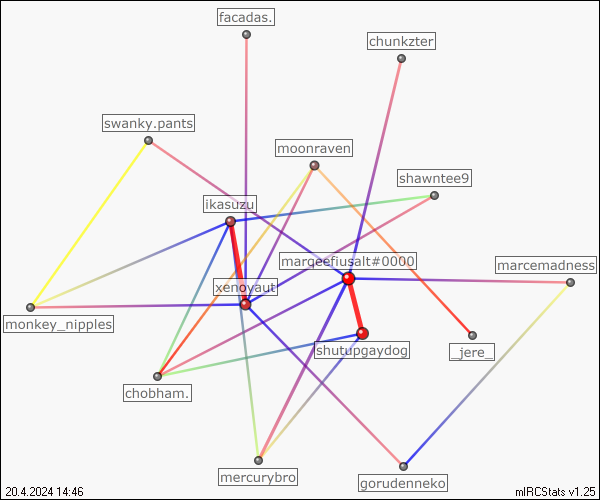 facadas.
chunkzter
swanky.pants
moonraven
shawntee9
ikasuzu
marqeefiusalt#0000
marcemadness
xenoyaut
monkey_nipples
shutupgaydog
_jere_
chobham.
mercurybro
gorudenneko
20.4.2024 14:46
mIRCStats v1.25